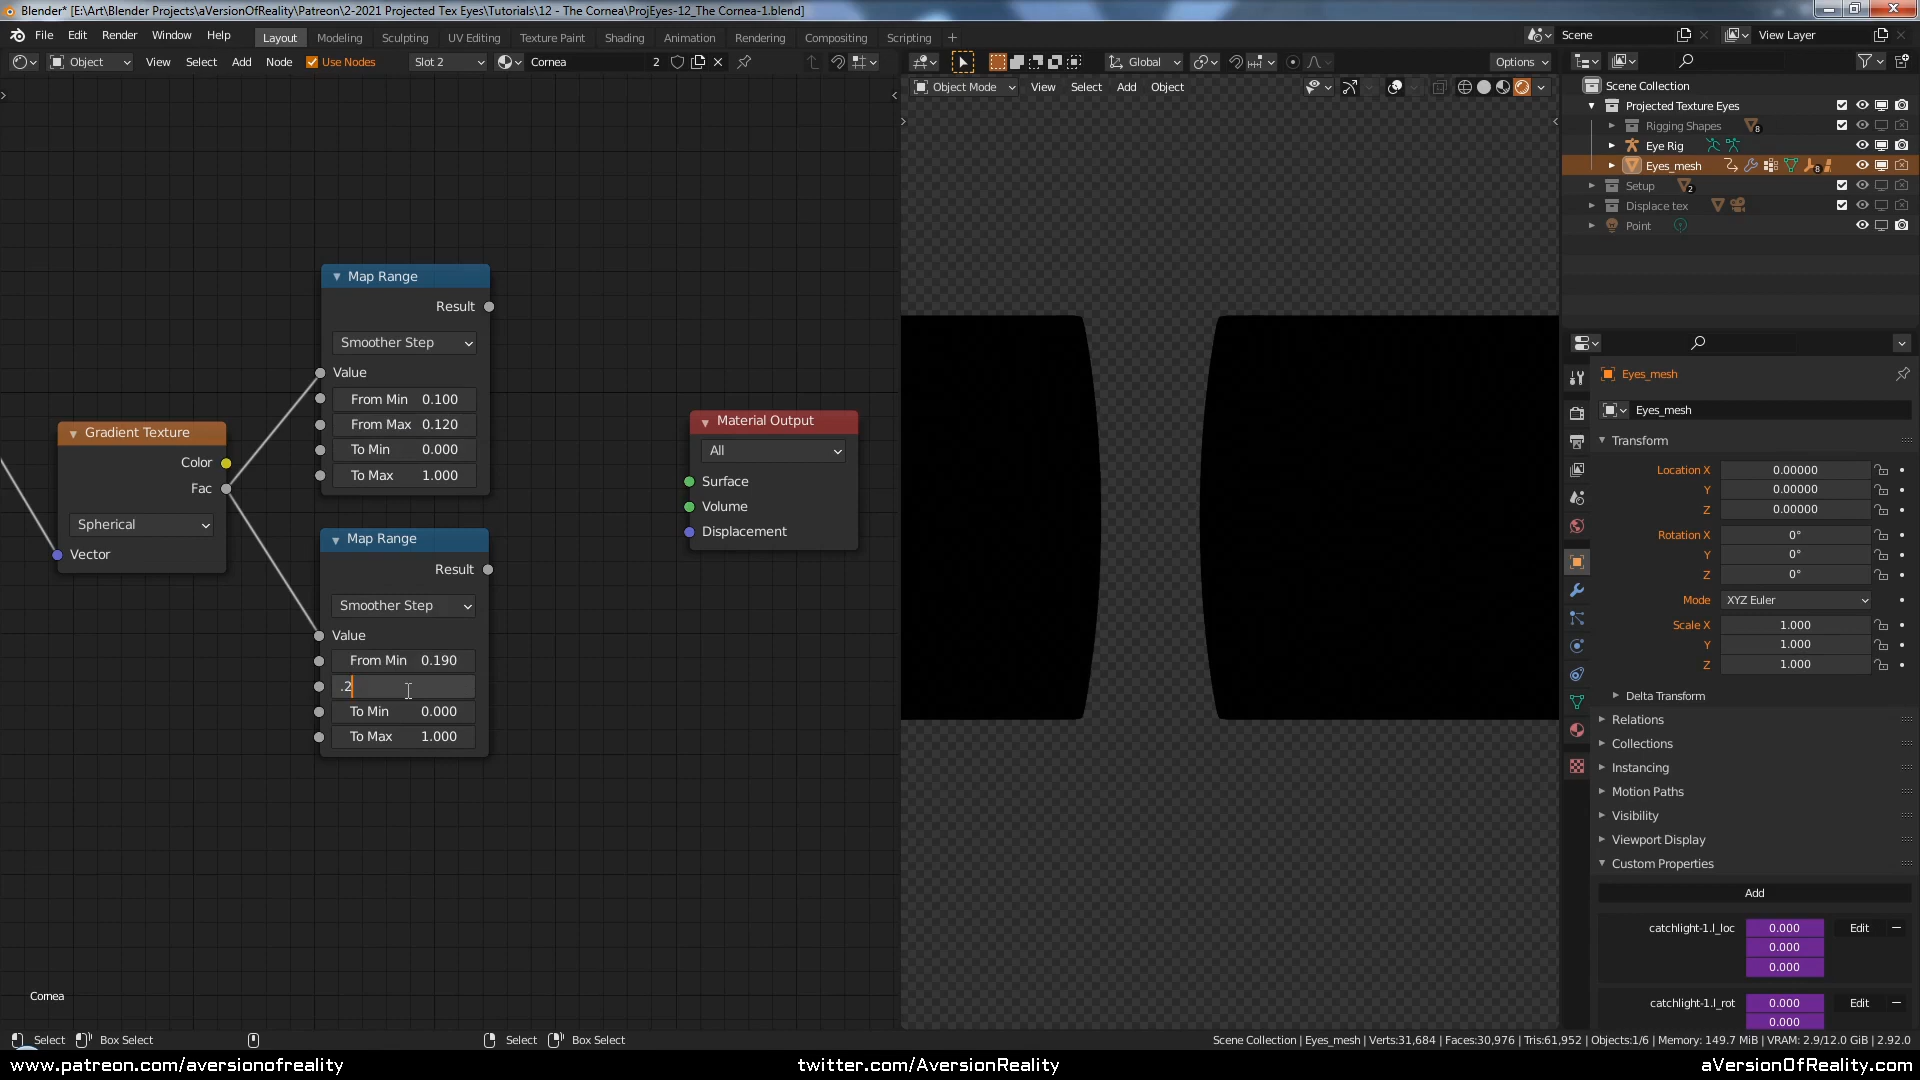 Blender* [E:\Art\Blender Projects\aVersionOfReality\Patreon\2-2021 Projected Tex Eyes\Tutorials\12 - The Cornea\ProjEyes-12_The Cornea-1.blend]
File Edit Render Window Help Layout Modeling Sculpting UV Editing Texture Paint Shading Animation Rendering Compositing Scripting + Scene View Layer
Object View Select Add Node Use Nodes Slot 2 Cornea 2 Global Options
Object Mode View Select Add Object
Scene Collection
Projected Texture Eyes
Rigging Shapes 8
Eye Rig
Eyes_mesh 8
Setup 2
Displace tex
Point
Map Range
Result
Smoother Step
Value
From Min 0.100
From Max 0.120
To Min 0.000
To Max 1.000
Gradient Texture
Color
Fac
Spherical
Vector
Map Range
Result
Smoother Step
Value
From Min 0.190
.2
To Min 0.000
To Max 1.000
Material Output
All
Surface
Volume
Displacement
Eyes_mesh
Eyes_mesh
Transform
Location X 0.00000
Y 0.00000
Z 0.00000
Rotation X 0°
Y 0°
Z 0°
Mode XYZ Euler
Scale X 1.000
Y 1.000
Z 1.000
Delta Transform
Relations
Collections
Instancing
Motion Paths
Visibility
Viewport Display
Custom Properties
Add
catchlight-1.l_loc 0.000 Edit
0.000
0.000
catchlight-1.l_rot 0.000 Edit
0.000
Cornea
Select Box Select Select Box Select Scene Collection | Eyes_mesh | Verts:31,684 | Faces:30,976 | Tris:61,952 | Objects:1/6 | Memory: 149.7 MiB | VRAM: 2.9/12.0 GiB | 2.92.0
www.patreon.com/aversionofreality twitter.com/AversionReality aVersionOfReality.com